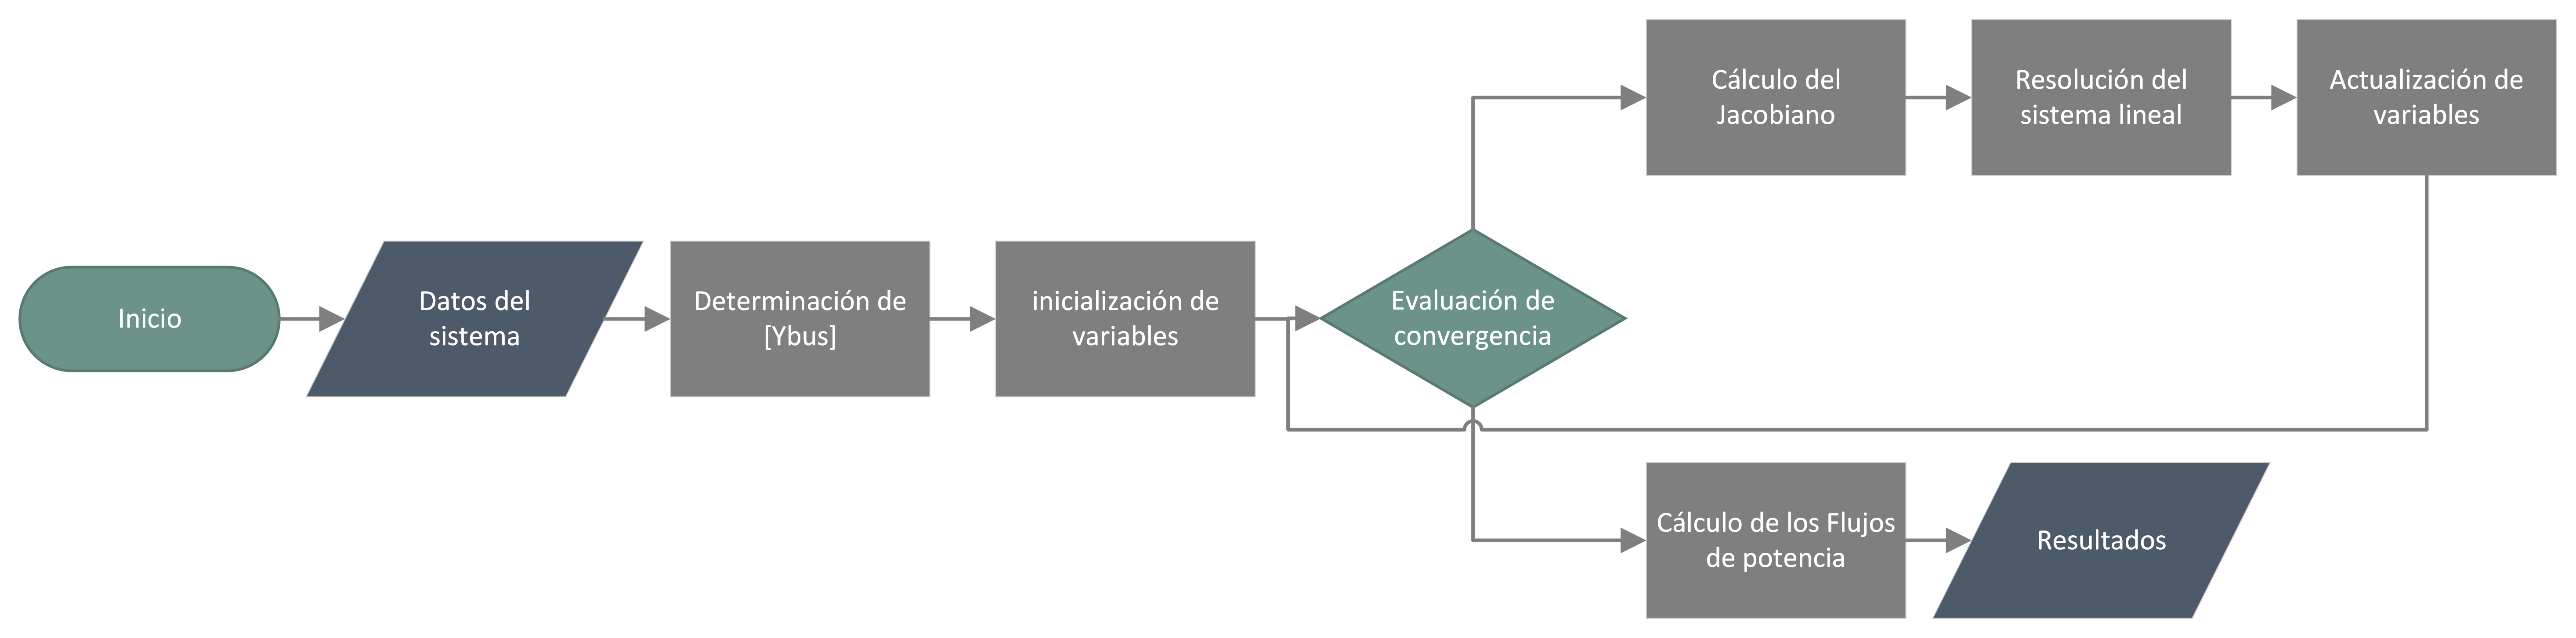 Inicio
Datos del
sistema
Determinación de
[Ybus]
inicialización de
variables
Evaluación de
convergencia
Cálculo del
Jacobiano
Resolución del
sistema lineal
Actualización de
variables
Cálculo de los Flujos
de potencia
Resultados